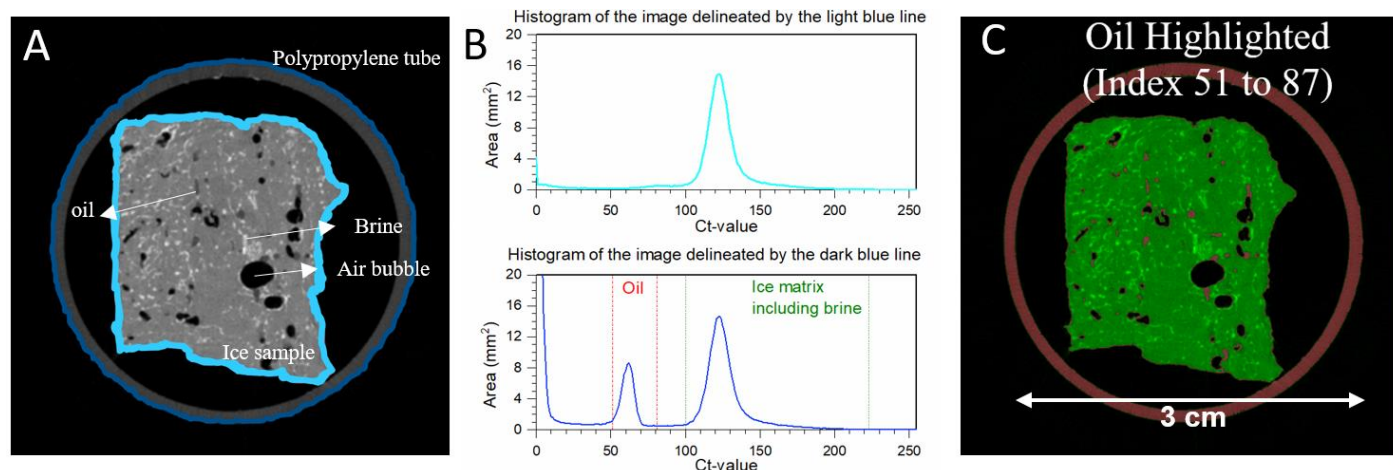 A
Polypropylene tube
oil
Brine
Air bubble
Ice sample
B
Histogram of the image delineated by the light blue line
20
16
12
8
4
0
Area (mm²)
0 50 100 150 200 250
Ct-value
Histogram of the image delineated by the dark blue line
20
16
12
8
4
0
Area (mm²)
Oil
Ice matrix
including brine
0 50 100 150 200 250
Ct-value
C
Oil Highlighted
(Index 51 to 87)
3 cm